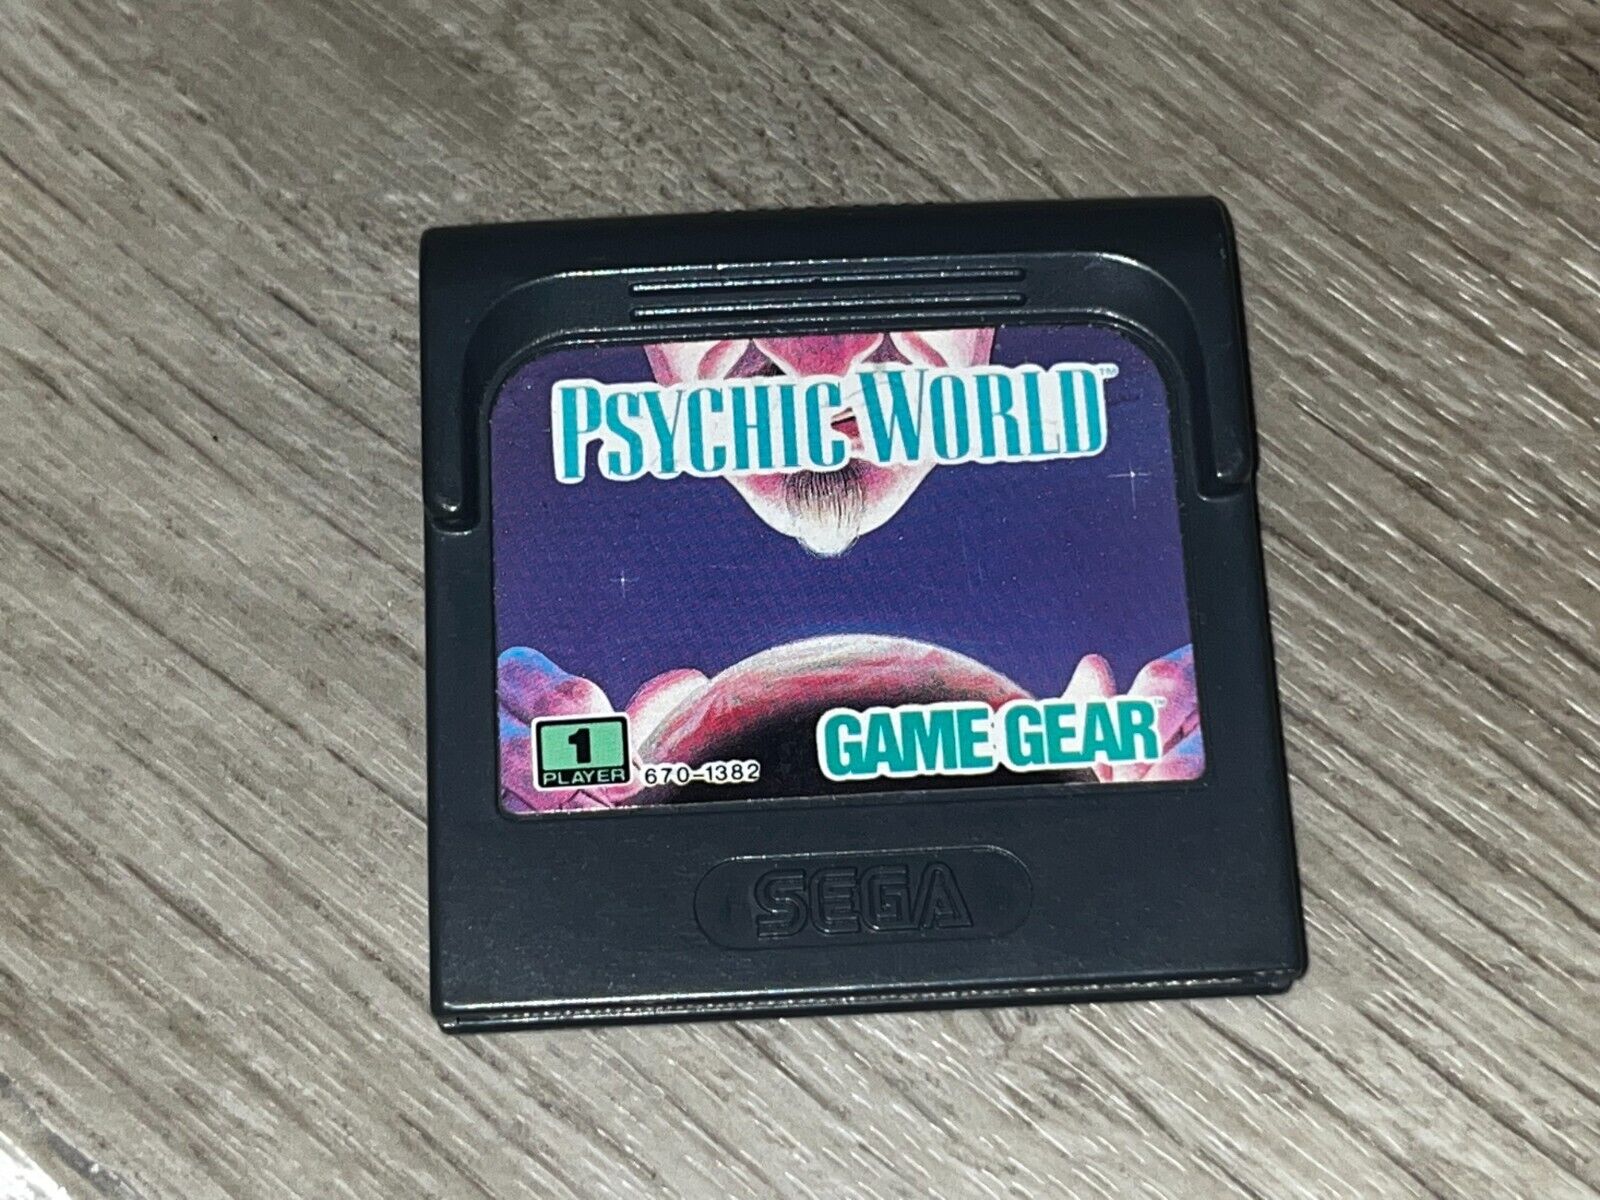 PSYCHIC WORLD™
1
PLAYER
670-1382
GAME GEAR™
SEGA